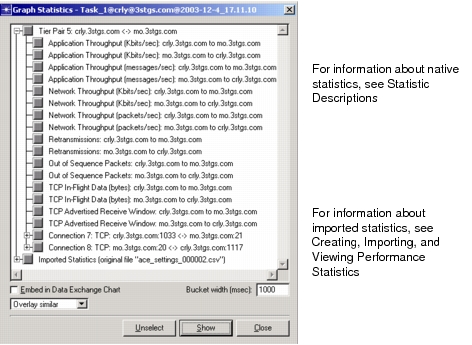 Graph Statistics - Task_1@crly@3stgs.com@2003-12-4_17.11.10
Tier Pair 5: crly.3stgs.com <-> mo.3stgs.com
Application Throughput (Kbits/sec): crly.3stgs.com to mo.3stgs.com
Application Throughput (Kbits/sec): mo.3stgs.com to crly.3stgs.com
Application Throughput (messages/sec): crly.3stgs.com to mo.3stgs.com
Application Throughput (messages/sec): mo.3stgs.com to crly.3stgs.com
Network Throughput (Kbits/sec): crly.3stgs.com to mo.3stgs.com
Network Throughput (Kbits/sec): mo.3stgs.com to crly.3stgs.com
Network Throughput (packets/sec): crly.3stgs.com to mo.3stgs.com
Network Throughput (packets/sec): mo.3stgs.com to crly.3stgs.com
Retransmissions: crly.3stgs.com to mo.3stgs.com
Retransmissions: mo.3stgs.com to crly.3stgs.com
Out of Sequence Packets: crly.3stgs.com to mo.3stgs.com
Out of Sequence Packets: mo.3stgs.com to crly.3stgs.com
TCP In-Flight Data (bytes): crly.3stgs.com to mo.3stgs.com
TCP In-Flight Data (bytes): mo.3stgs.com to crly.3stgs.com
TCP Advertised Receive Window: crly.3stgs.com to mo.3stgs.com
TCP Advertised Receive Window: mo.3stgs.com to crly.3stgs.com
Connection 7: TCP: crly.3stgs.com:1033 <-> mo.3stgs.com:21
Connection 8: TCP: mo.3stgs.com:20 <-> crly.3stgs.com:1117
Imported Statistics (original file "ace_settings_000002.csv")
Embed in Data Exchange Chart
Bucket width (msec): 1000
Overlay similar
Unselect
Show
Close
For information about native
statistics, see Statistic
Descriptions
For information about
imported statistics, see
Creating, Importing, and
Viewing Performance
Statistics